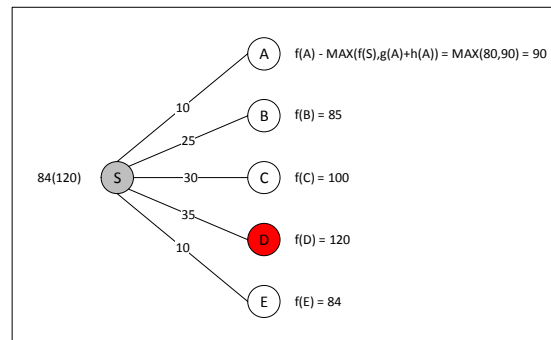 A f(A) - MAX(f(S),g(A)+h(A)) = MAX(80,90) = 90
10
B f(B) = 85
25
84(120) S 30 C f(C) = 100
35
D f(D) = 120
10
E f(E) = 84